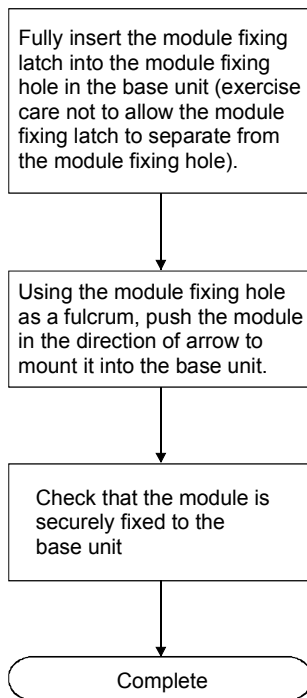 Fully insert the module fixing
latch into the module fixing
hole in the base unit (exercise
care not to allow the module
fixing latch to separate from
the module fixing hole).
Using the module fixing hole
as a fulcrum, push the module
in the direction of arrow to
mount it into the base unit.
Check that the module is
securely fixed to the
base unit
Complete